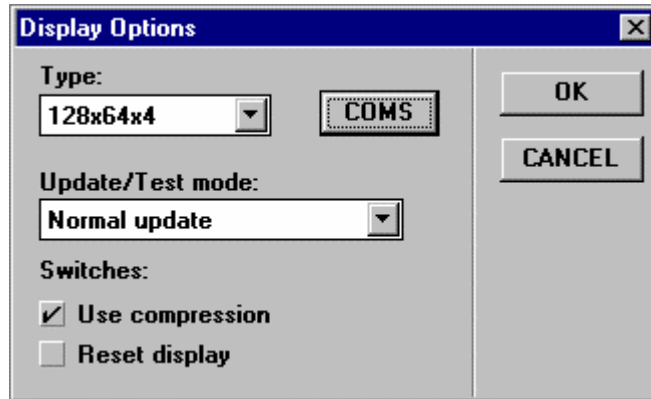 Display Options
Type:
128x64x4
COMS
OK
CANCEL
Update/Test mode:
Normal update
Switches:
Use compression
Reset display